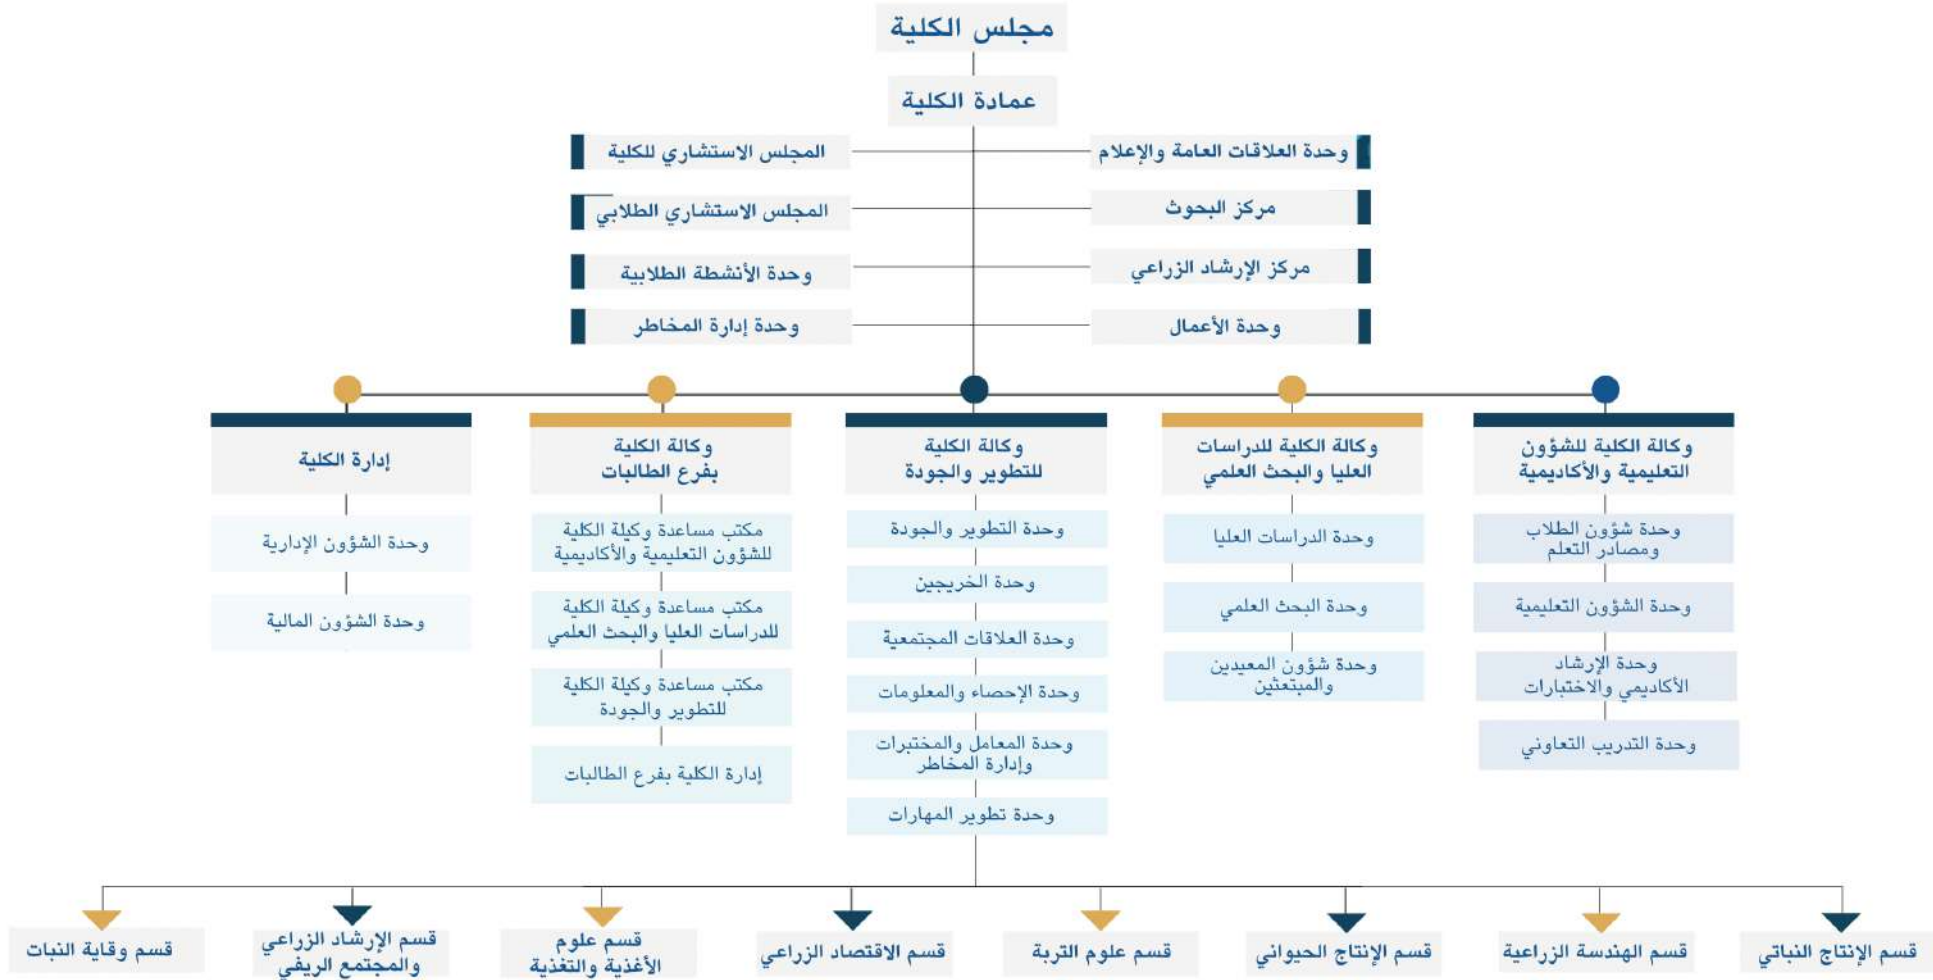 مجلس الكلية
عمادة الكلية
وحدة العلاقات العامة والإعلام
المجلس الاستشاري للكلية
مركز البحوث
المجلس الاستشاري الطلابي
مركز الإرشاد الزراعي
وحدة الأنشطة الطلابية
وحدة الأعمال
وحدة إدارة المخاطر
وكالة الكلية للشؤون
التعليمية والأكاديمية
وحدة شؤون الطلاب
ومصادر التعلم
وحدة الشؤون التعليمية
وحدة الإرشاد
الأكاديمي والاختبارات
وحدة التدريب التعاوني
وكالة الكلية للدراسات
العليا والبحث العلمي
وحدة الدراسات العليا
وحدة البحث العلمي
وحدة شؤون المعيدين
والمبتعثين
وكالة الكلية
للتطوير والجودة
وحدة التطوير والجودة
وحدة الخريجين
وحدة العلاقات المجتمعية
وحدة الإحصاء والمعلومات
وحدة المعامل والمختبرات
وإدارة المخاطر
وحدة تطوير المهارات
وكالة الكلية
بفرع الطالبات
مكتب مساعدة وكيلة الكلية
للشؤون التعليمية والأكاديمية
مكتب مساعدة وكيلة الكلية
للدراسات العليا والبحث العلمي
مكتب مساعدة وكيلة الكلية
للتطوير والجودة
إدارة الكلية بفرع الطالبات
إدارة الكلية
وحدة الشؤون الإدارية
وحدة الشؤون المالية
قسم الإنتاج النباتي
قسم الهندسة الزراعية
قسم الإنتاج الحيواني
قسم علوم التربة
قسم الاقتصاد الزراعي
قسم علوم
الأغذية والتغذية
قسم الإرشاد الزراعي
والمجتمع الريفي
قسم وقاية النبات